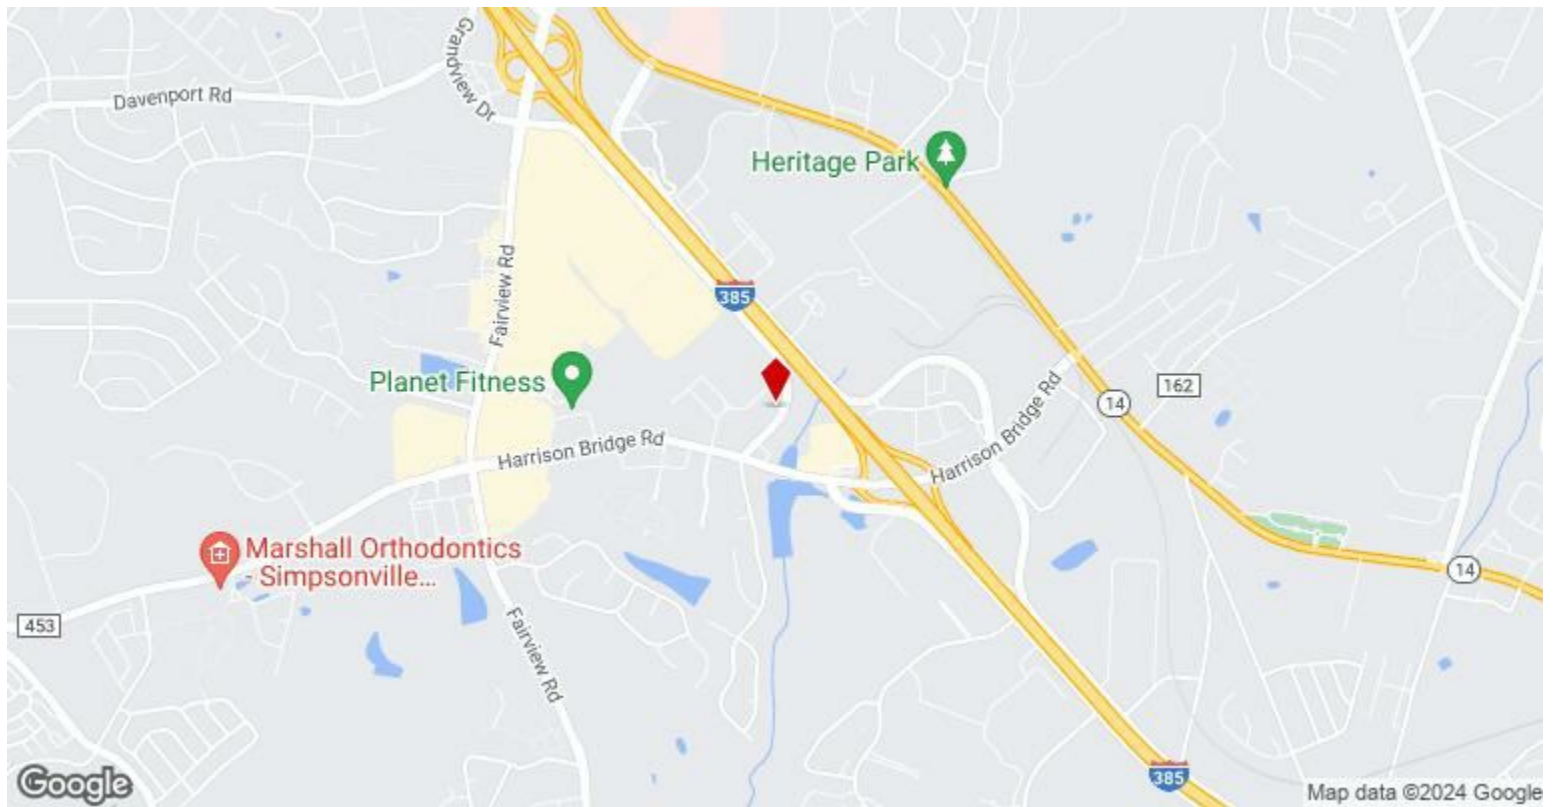 Grandview Dr
Davenport Rd
Heritage Park
Fairview Rd
385
Planet Fitness
162
14
Harrison Bridge Rd
Harrison Bridge Rd
Marshall Orthodontics
- Simpsonville...
14
453
Fairview Rd
385
Google
Map data ©2024 Google